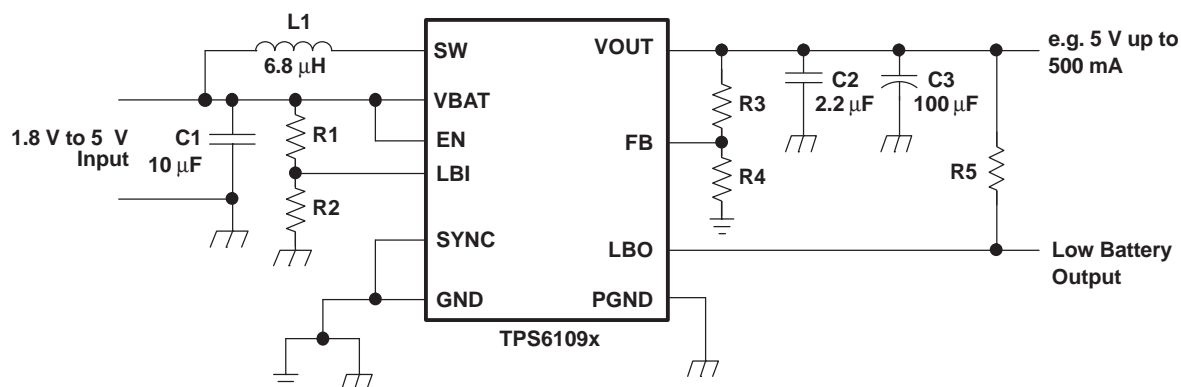 L1
6.8 μH
SW
VBAT
EN
LBI
SYNC
GND
VOUT
FB
LBO
PGND
TPS6109x
1.8 V to 5 V
Input
C1
10 μF
R1
R2
R3
R4
C2
2.2 μF
C3
100 μF
R5
e.g. 5 V up to
500 mA
Low Battery
Output